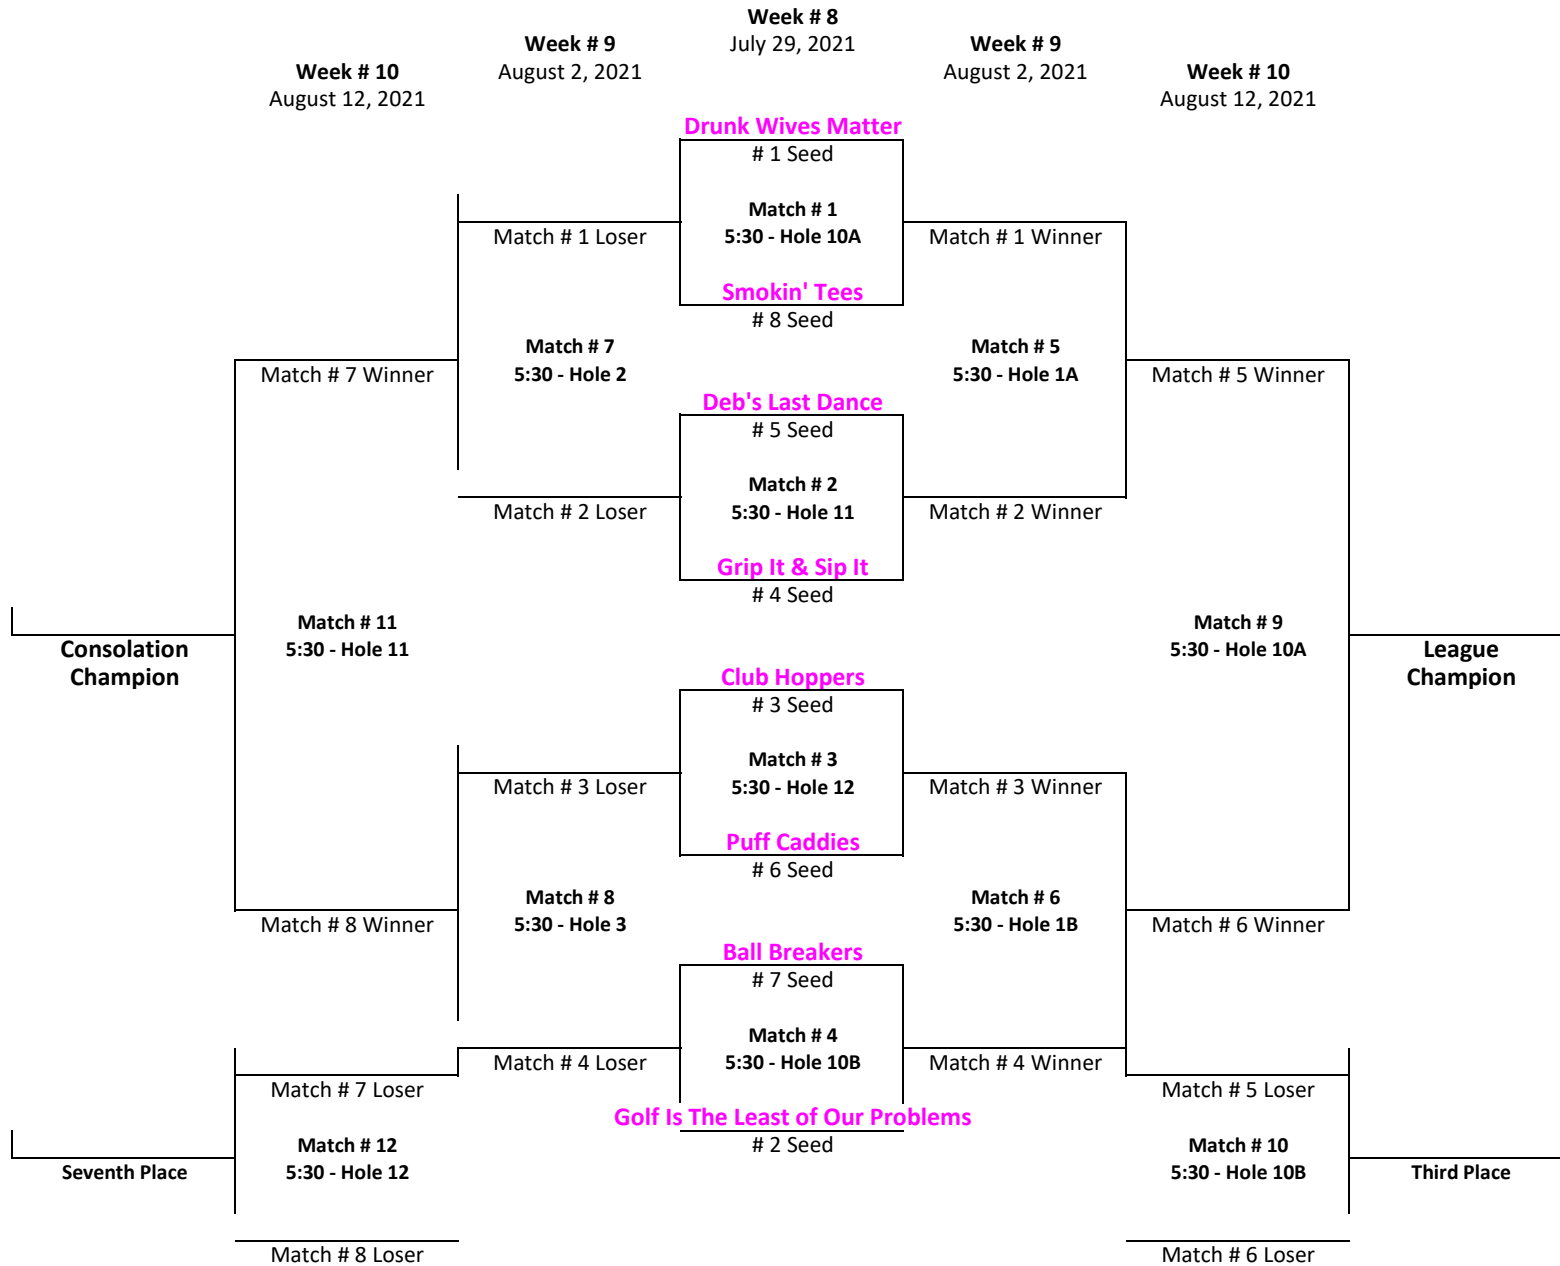 Week # 8
Week # 9
July 29, 2021
Week # 9
Week # 10
August 2, 2021
August 2, 2021
Week # 10
August 12, 2021
August 12, 2021
Drunk Wives Matter
# 1 Seed
Match # 1
Match # 1 Loser
5:30 - Hole 10A
Match # 1 Winner
Smokin' Tees
# 8 Seed
Match # 7
Match # 5
Match # 7 Winner
5:30 - Hole 2
5:30 - Hole 1A
Match # 5 Winner
Deb's Last Dance
# 5 Seed
Match # 2
Match # 2 Loser
5:30 - Hole 11
Match # 2 Winner
Grip It & Sip It
# 4 Seed
Match # 11
Match # 9
Consolation
5:30 - Hole 11
5:30 - Hole 10A
League
Champion
Club Hoppers
Champion
# 3 Seed
Match # 3
Match # 3 Loser
5:30 - Hole 12
Match # 3 Winner
Puff Caddies
# 6 Seed
Match # 8
Match # 6
Match # 8 Winner
5:30 - Hole 3
5:30 - Hole 1B
Match # 6 Winner
Ball Breakers
# 7 Seed
Match # 4
Match # 4 Loser
5:30 - Hole 10B
Match # 4 Winner
Match # 7 Loser
Match # 5 Loser
Golf Is The Least of Our Problems
Match # 12
# 2 Seed
Match # 10
Seventh Place
5:30 - Hole 12
5:30 - Hole 10B
Third Place
Match # 8 Loser
Match # 6 Loser